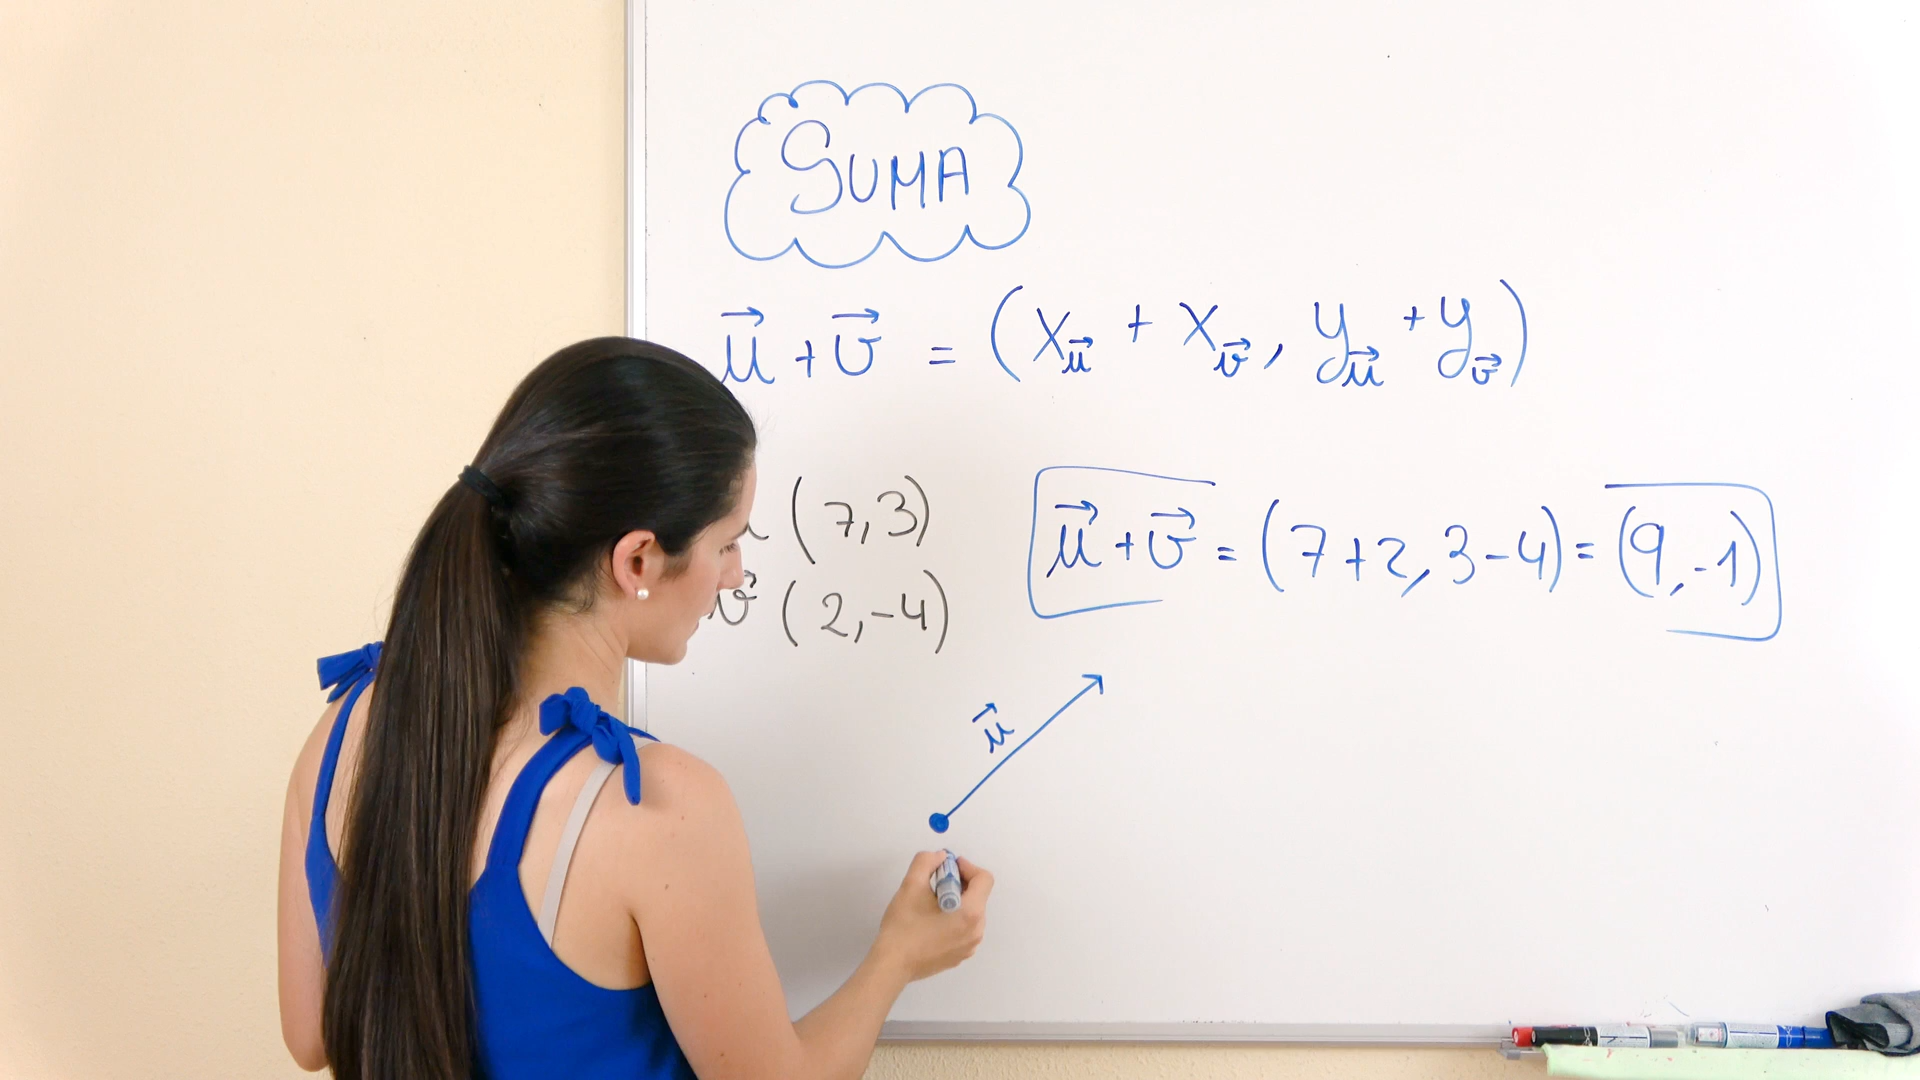 SUMA
u⃗ + v⃗ = (x_u⃗ + x_v⃗, y_u⃗ + y_v⃗)
(7,3)
v⃗ (2,-4)
u⃗ + v⃗ = (7+2, 3-4) = (9,-1)
u⃗